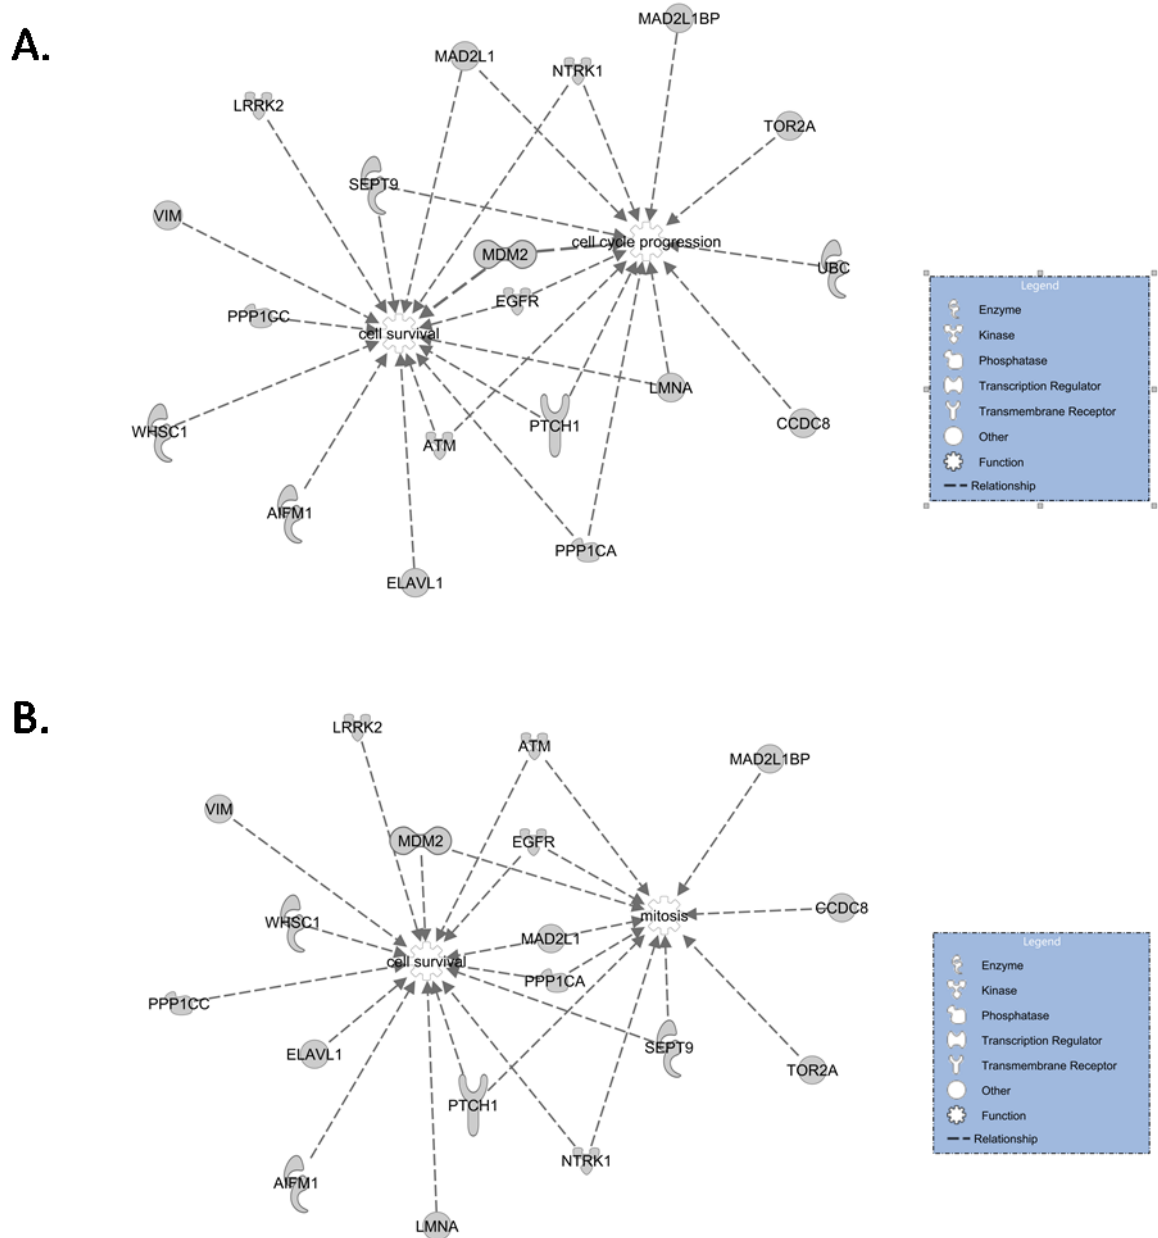 A.
MAD2L1BP
MAD2L1
NTRK1
LRRK2
TOR2A
SEPT9
VIM
cell cycle progression
MDM2
UBC
EGFR
PPP1CC
cell survival
LMNA
WHSC1
PTCH1
CCDC8
ATM
AIFM1
PPP1CA
ELAVL1
Legend
Enzyme
Kinase
Phosphatase
Transcription Regulator
Transmembrane Receptor
Other
Function
Relationship
B.
LRRK2
ATM
MAD2L1BP
VIM
MDM2
EGFR
CCDC8
WHSC1
mitosis
MAD2L1
cell survival
PPP1CA
PPP1CC
ELAVL1
SEPT9
TOR2A
PTCH1
NTRK1
AIFM1
LMNA
Legend
Enzyme
Kinase
Phosphatase
Transcription Regulator
Transmembrane Receptor
Other
Function
Relationship